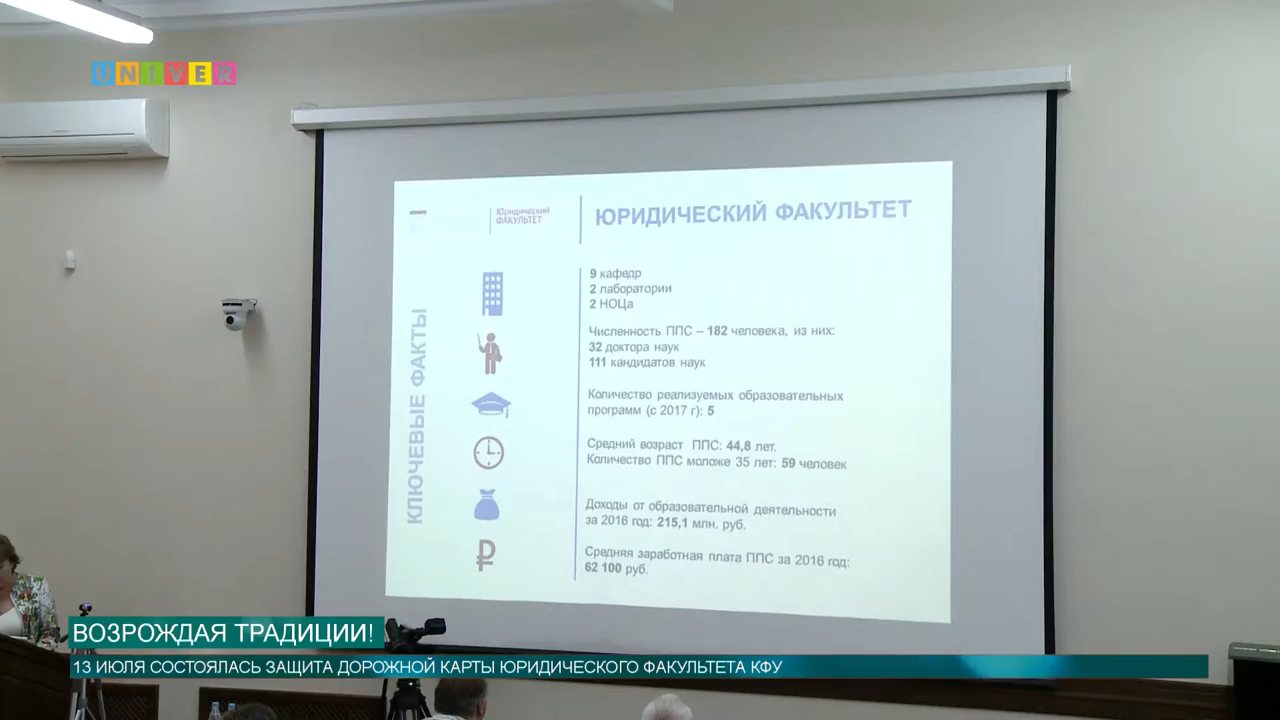 UNIVER
Юридический
ФАКУЛЬТЕТ
ЮРИДИЧЕСКИЙ ФАКУЛЬТЕТ
КЛЮЧЕВЫЕ ФАКТЫ
9 кафедр
2 лаборатории
2 НОЦа
Численность ППС – 182 человека, из них:
32 доктора наук
111 кандидатов наук
Количество реализуемых образовательных
программ (с 2017 г): 5
Средний возраст ППС: 44,8 лет.
Количество ППС моложе 35 лет: 59 человек
Доходы от образовательной деятельности
за 2016 год: 215,1 млн. руб.
Средняя заработная плата ППС за 2016 год:
62 100 руб.
ВОЗРОЖДАЯ ТРАДИЦИИ!
13 ИЮЛЯ СОСТОЯЛАСЬ ЗАЩИТА ДОРОЖНОЙ КАРТЫ ЮРИДИЧЕСКОГО ФАКУЛЬТЕТА КФУ